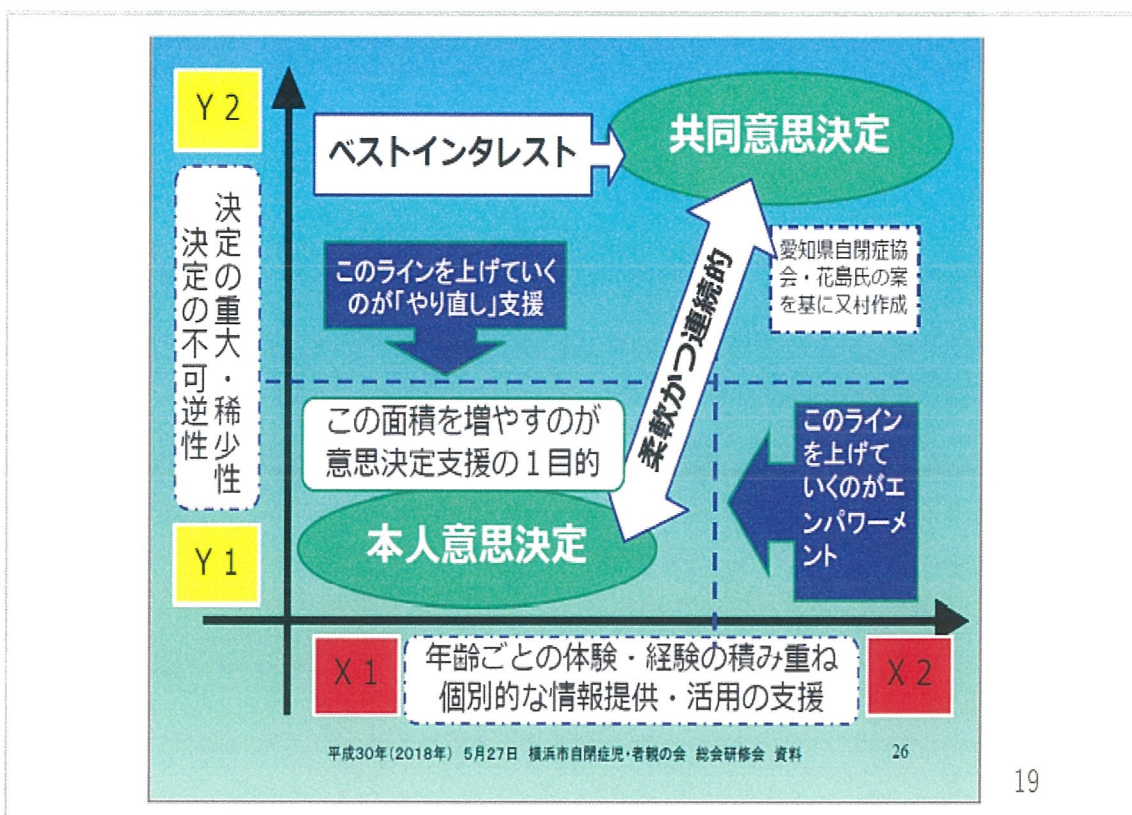 Y 2
ベストインタレスト
共同意思決定
決定の重大・稀少性
決定の不可逆性
このラインを上げていく
のが「やり直し」支援
柔軟かつ連続的
愛知県自閉症協
会・花島氏の案
を基に又村作成
この面積を増やすのが
意思決定支援の１目的
このライン
を上げて
いくのがエ
ンパワーメ
ント
本人意思決定
Y 1
X 1
年齢ごとの体験・経験の積み重ね
個別的な情報提供・活用の支援
X 2
平成30年(2018年) 5月27日 横浜市自閉症児・者親の会 総会研修会 資料
26
19